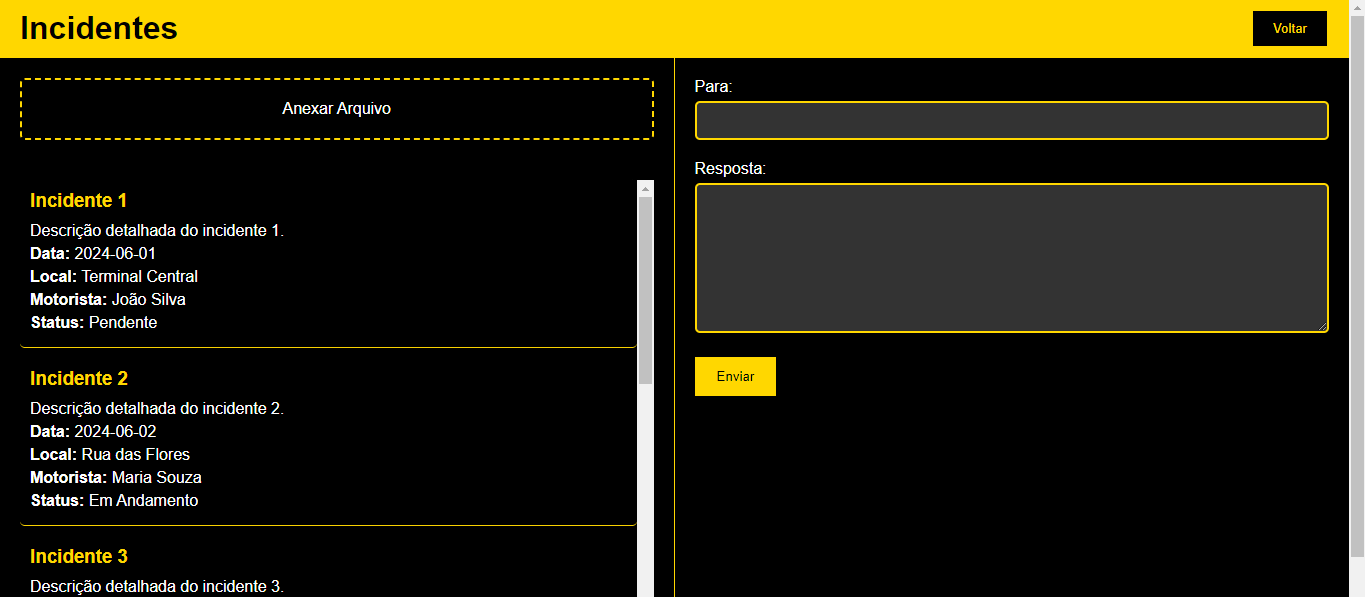 Incidentes
Voltar
Anexar Arquivo
Incidente 1
Descrição detalhada do incidente 1.
Data: 2024-06-01
Local: Terminal Central
Motorista: João Silva
Status: Pendente
Incidente 2
Descrição detalhada do incidente 2.
Data: 2024-06-02
Local: Rua das Flores
Motorista: Maria Souza
Status: Em Andamento
Incidente 3
Descrição detalhada do incidente 3.
Para:
Resposta:
Enviar